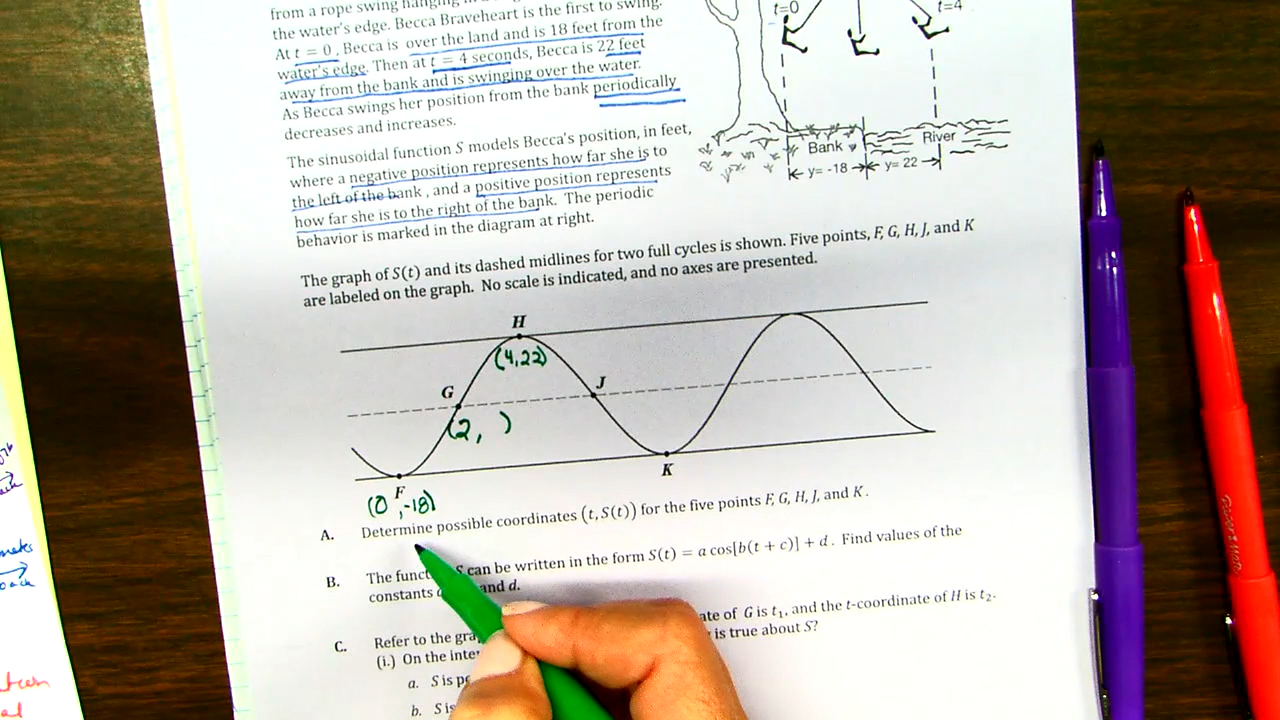 from a rope swing hanging
the water's edge. Becca Braveheart is the first to swing.
At t = 0, Becca is over the land and is 18 feet from the
water's edge. Then at t = 4 seconds, Becca is 22 feet
away from the bank and is swinging over the water.
As Becca swings her position from the bank periodically
decreases and increases.
t=0
t=4
Bank
River
y= -18
y= 22
The sinusoidal function S models Becca's position, in feet,
where a negative position represents how far she is to
the left of the bank , and a positive position represents
how far she is to the right of the bank. The periodic
behavior is marked in the diagram at right.
The graph of S(t) and its dashed midlines for two full cycles is shown. Five points, F, G, H, J, and K
are labeled on the graph. No scale is indicated, and no axes are presented.
H
(4,22)
G
J
(2, )
K
F
(0 ,-18)
A. Determine possible coordinates (t, S(t)) for the five points F, G, H, J, and K.
B. The funct S can be written in the form S(t) = a cos[b(t + c)] + d. Find values of the
constants and d.
C. Refer to the gra ate of G is t₁, and the t-coordinate of H is t₂.
(i.) On the inte is true about S?
a. S is p
b. S is